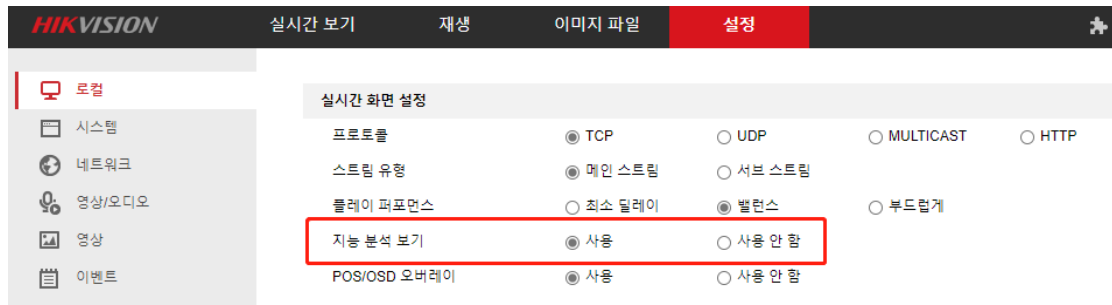 HIKVISION 실시간 보기 재생 이미지 파일 설정
로컬
시스템
네트워크
영상/오디오
영상
이벤트
실시간 화면 설정
프로토콜 TCP UDP MULTICAST HTTP
스트림 유형 메인 스트림 서브 스트림
플레이 퍼포먼스 최소 딜레이 밸런스 부드럽게
지능 분석 보기 사용 사용 안 함
POS/OSD 오버레이 사용 사용 안 함